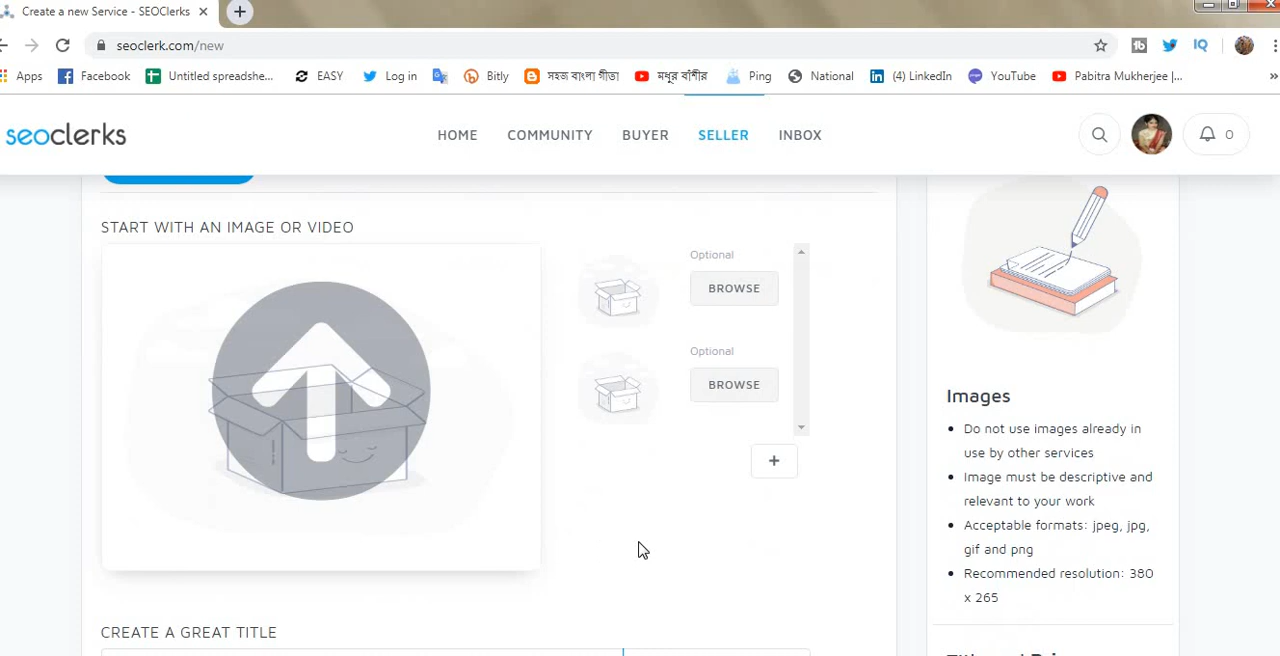 Create a new Service - SEOClerks
seoclerk.com/new
Apps Facebook Untitled spreadshe... EASY Log in Bitly সহজ বাংলা গীতা মধুর বাঁশীর Ping National (4) LinkedIn YouTube Pabitra Mukherjee |...
seoclerks HOME COMMUNITY BUYER SELLER INBOX 0
START WITH AN IMAGE OR VIDEO
Optional
BROWSE
Optional
BROWSE
CREATE A GREAT TITLE
Images
Do not use images already in
use by other services
Image must be descriptive and
relevant to your work
Acceptable formats: jpeg, jpg,
gif and png
Recommended resolution: 380
x 265